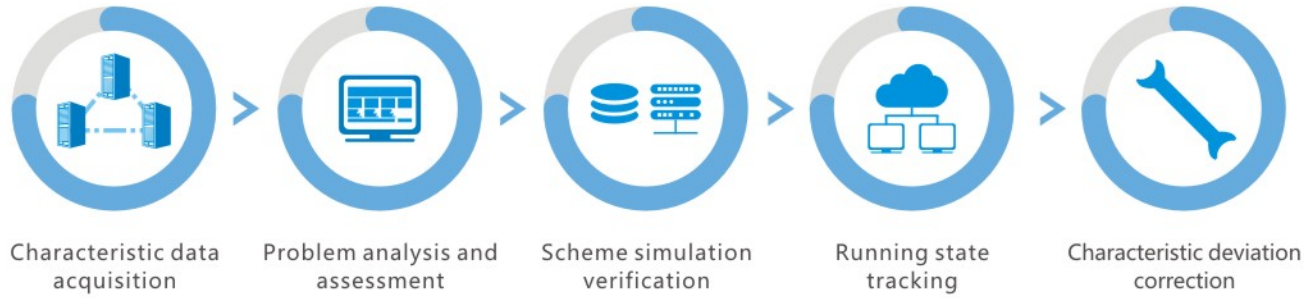 Characteristic data
acquisition
Problem analysis and
assessment
Scheme simulation
verification
Running state
tracking
Characteristic deviation
correction